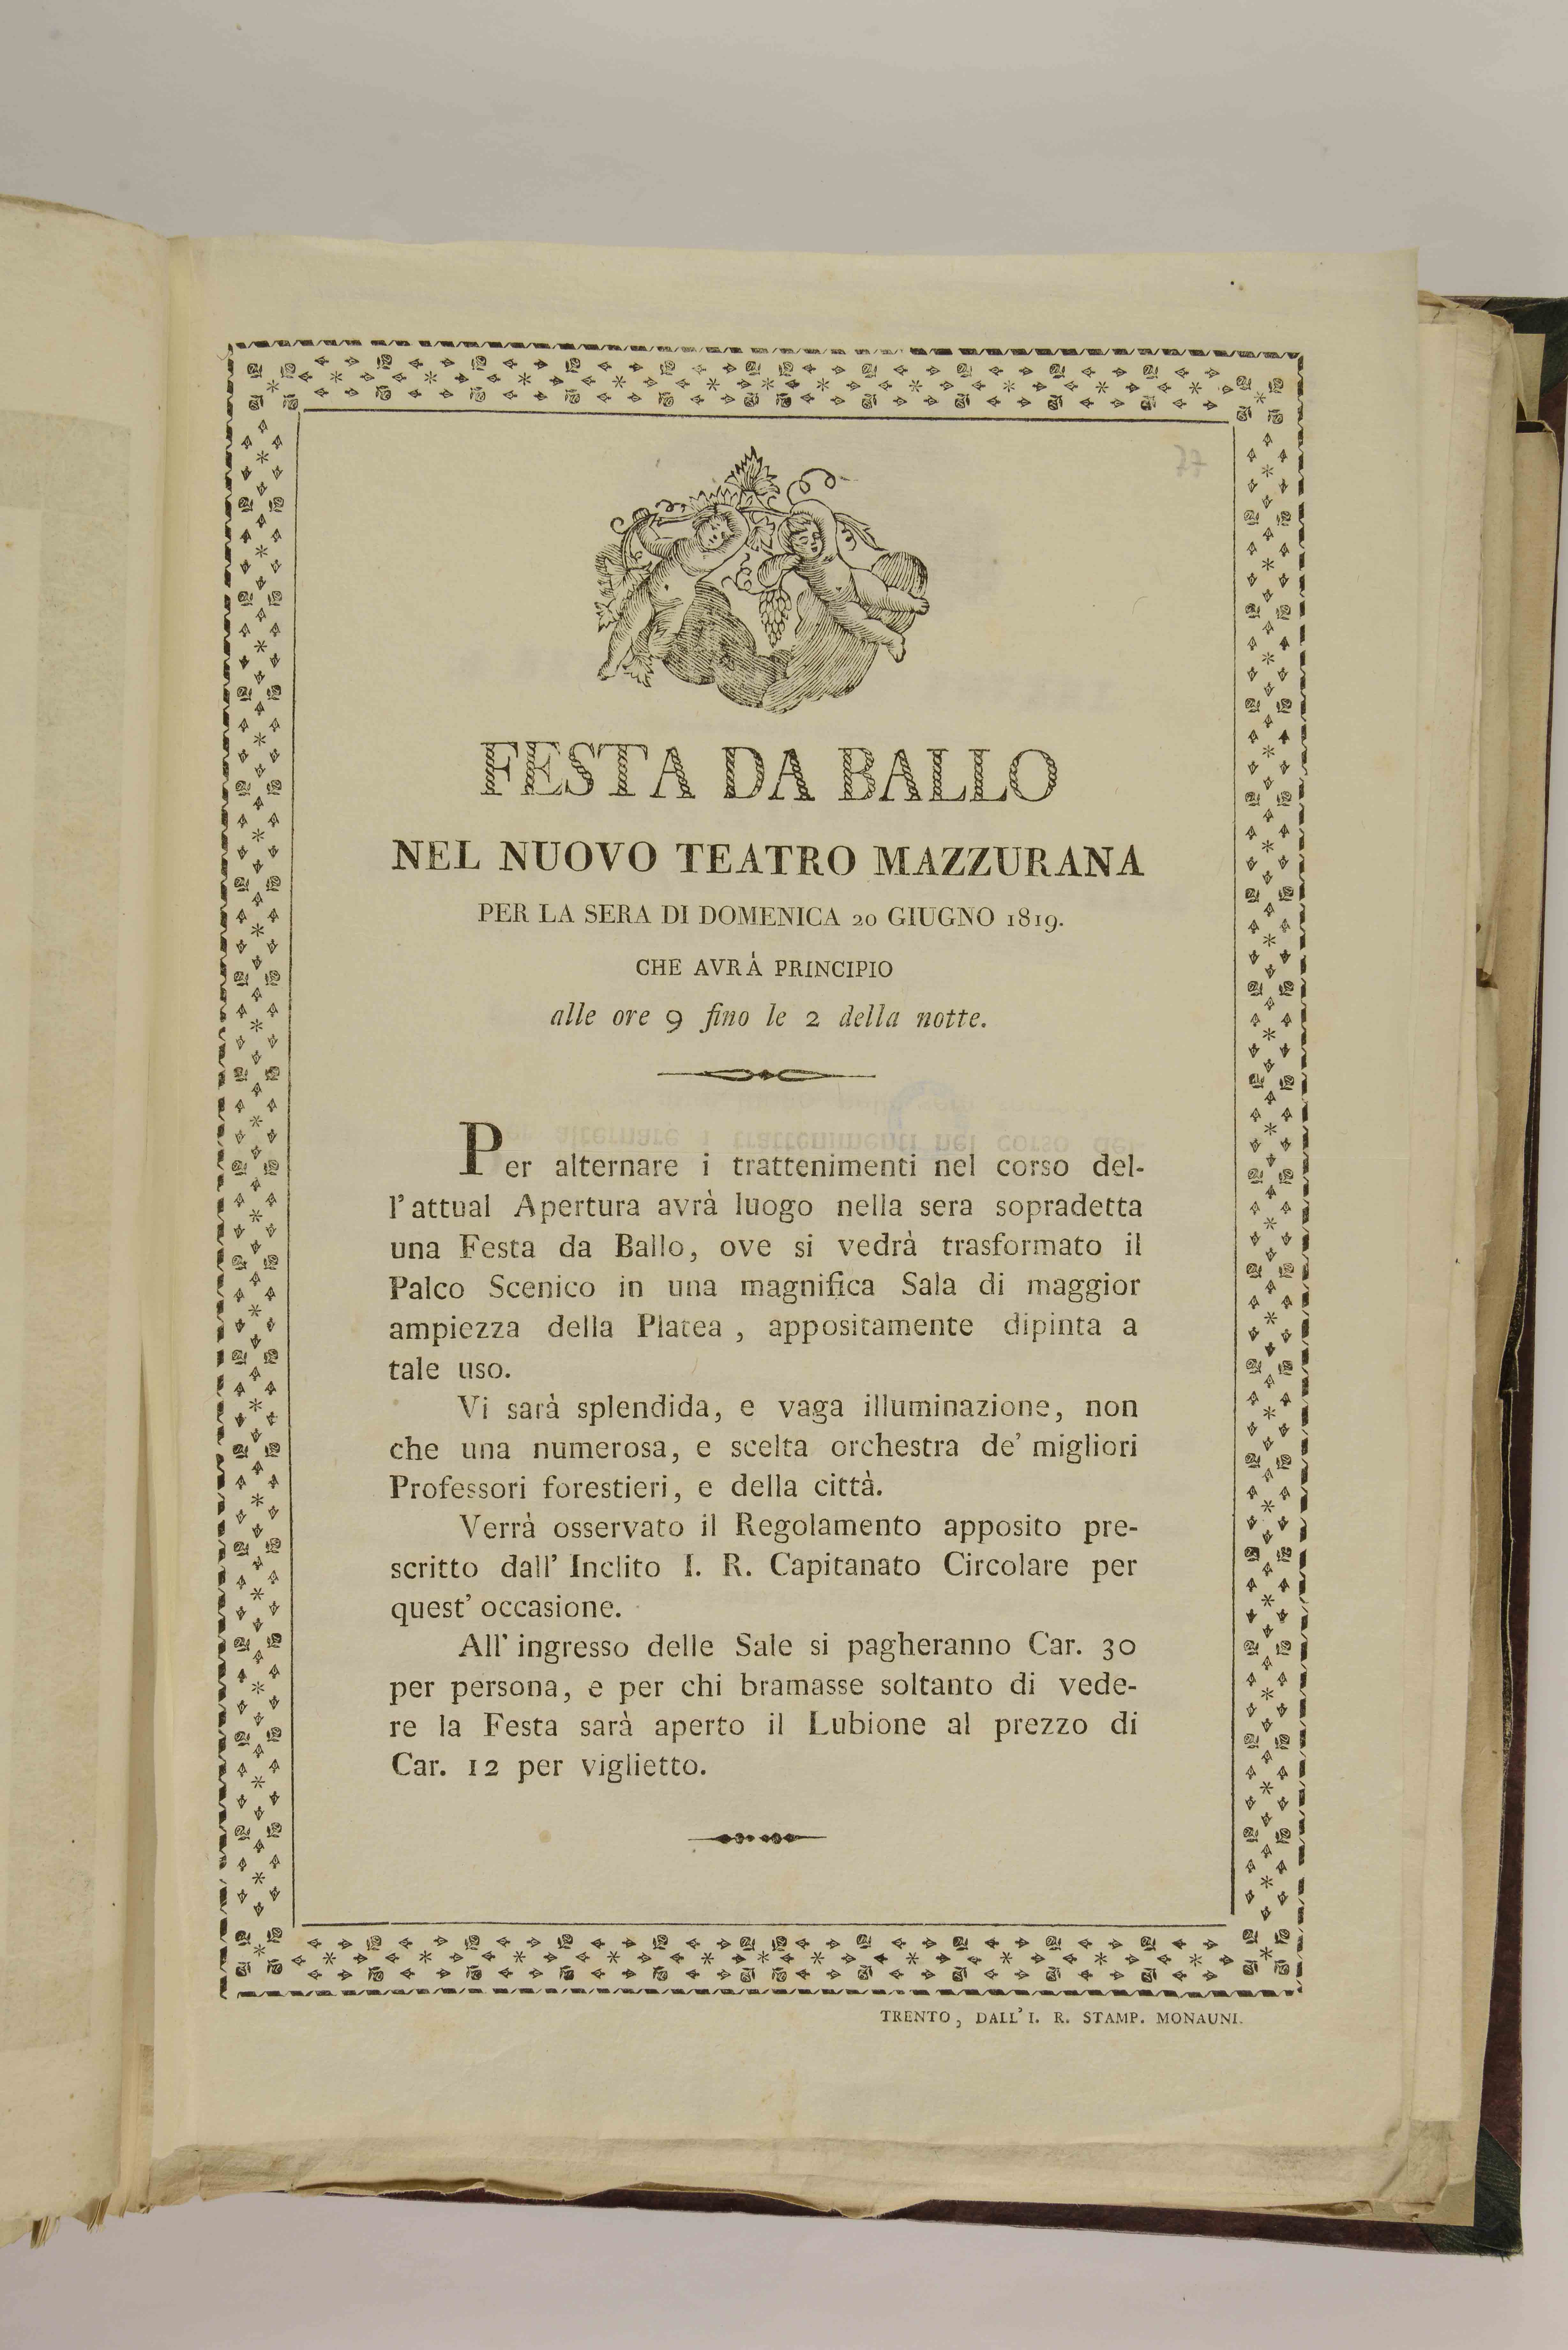 77
FESTA DA BALLO
NEL NUOVO TEATRO MAZZURANA
PER LA SERA DI DOMENICA 20 GIUGNO 1819.
CHE AVRÁ PRINCIPIO
alle ore 9 fino le 2 della notte.
Per alternare i trattenimenti nel corso del-
l'attual Apertura avrà luogo nella sera sopradetta
una Festa da Ballo, ove si vedrà trasformato il
Palco Scenico in una magnifica Sala di maggior
ampiezza della Platea , appositamente dipinta a
tale uso.
Vi sarà splendida, e vaga illuminazione, non
che una numerosa, e scelta orchestra de' migliori
Professori forestieri, e della città.
Verrà osservato il Regolamento apposito pre-
scritto dall' Inclito I. R. Capitanato Circolare per
quest' occasione.
All' ingresso delle Sale si pagheranno Car. 30
per persona, e per chi bramasse soltanto di vede-
re la Festa sarà aperto il Lubione al prezzo di
Car. 12 per viglietto.
TRENTO, DALL' I. R. STAMP. MONAUNI.